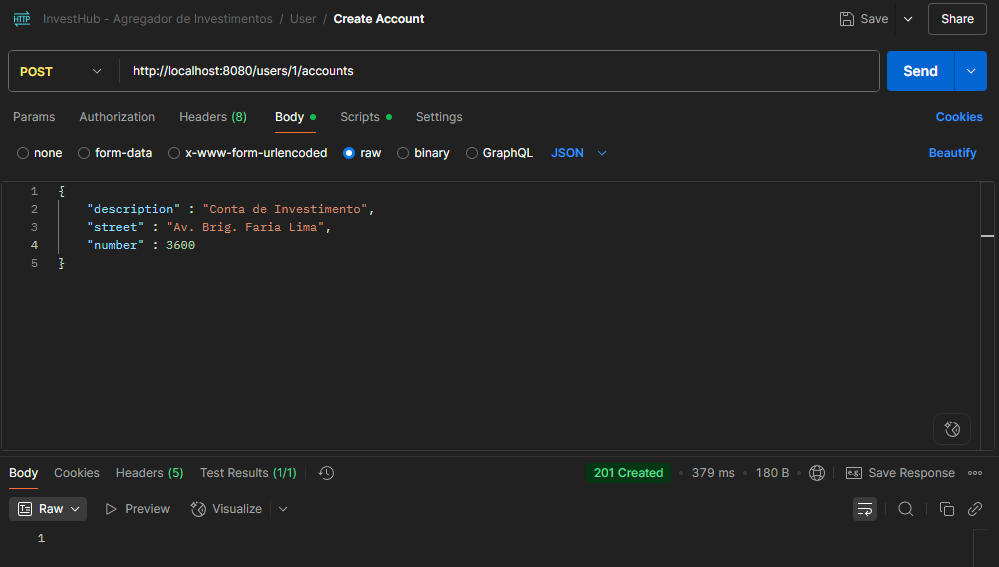 HTTP InvestHub - Agregador de Investimentos / User / Create Account Save Share
POST http://localhost:8080/users/1/accounts Send
Params Authorization Headers (8) Body Scripts Settings Cookies
none form-data x-www-form-urlencoded raw binary GraphQL JSON Beautify
1 {
2 "description" : "Conta de Investimento",
3 "street" : "Av. Brig. Faria Lima",
4 "number" : 3600
5 }
Body Cookies Headers (5) Test Results (1/1) 201 Created 379 ms 180 B e.g. Save Response
Raw Preview Visualize
1